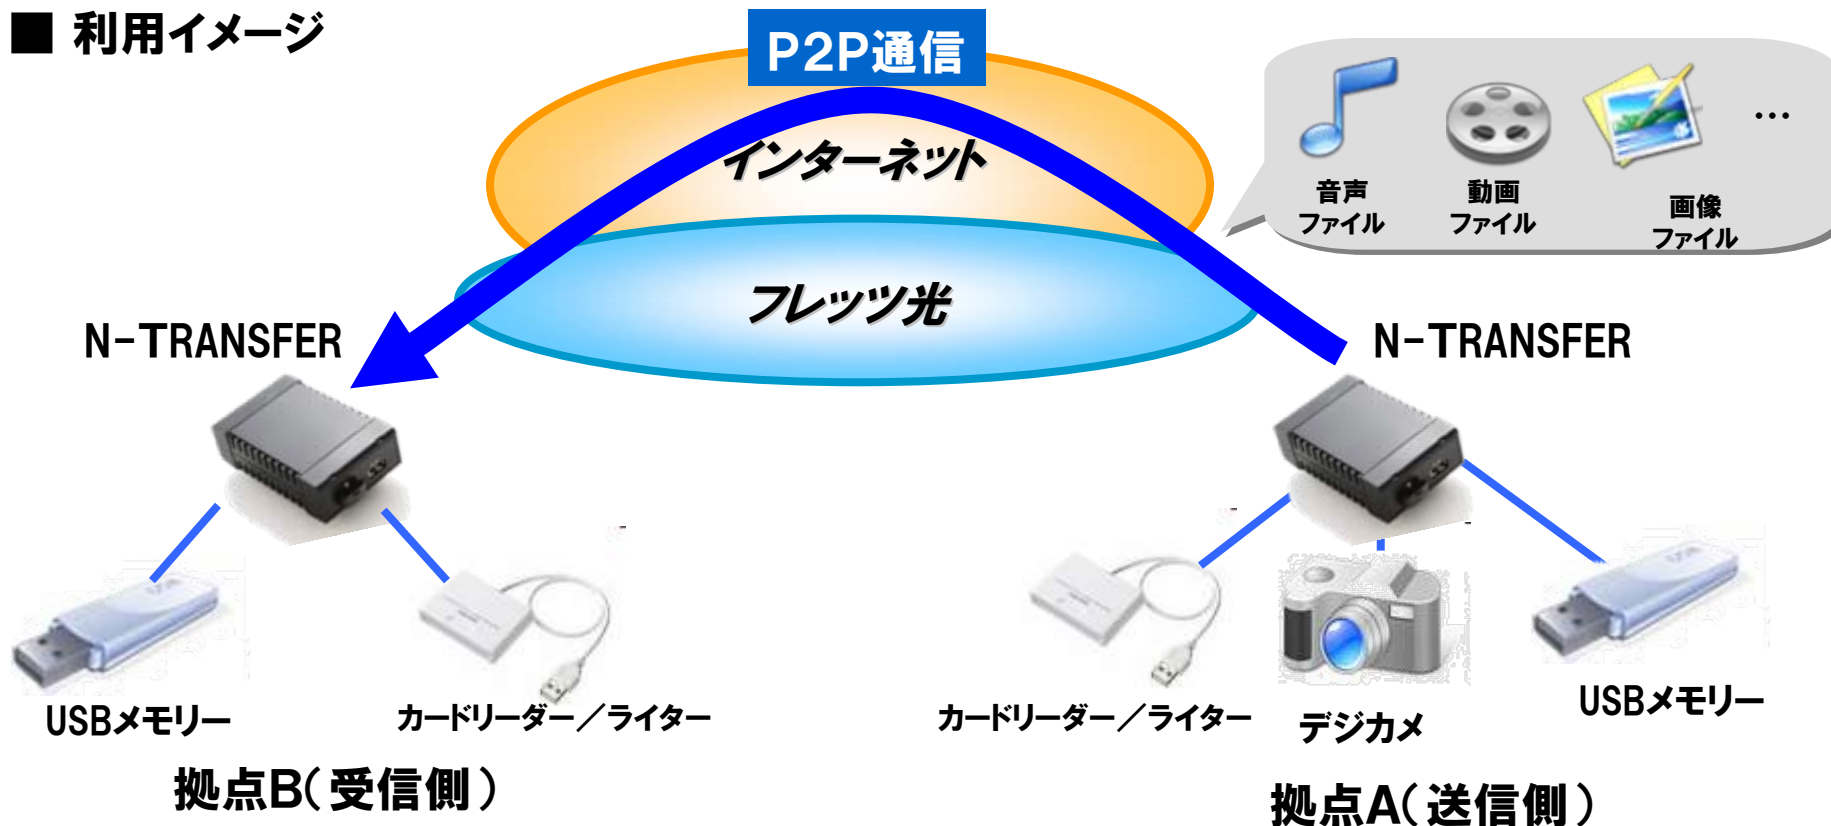 ■ 利用イメージ
P2P通信
インターネット
フレッツ光
音声
ファイル
動画
ファイル
画像
ファイル
…
N-TRANSFER
N-TRANSFER
USBメモリー
カードリーダー／ライター
カードリーダー／ライター
デジカメ
USBメモリー
拠点B（受信側）
拠点A（送信側）